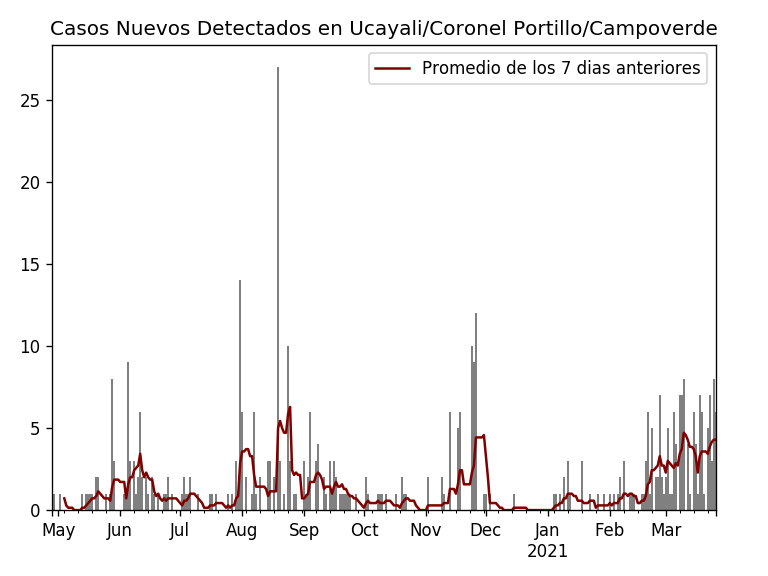 Casos Nuevos Detectados en Ucayali/Coronel Portillo/Campoverde
Promedio de los 7 dias anteriores
25
20
15
10
5
0
May Jun Jul Aug Sep Oct Nov Dec Jan Feb Mar
2021